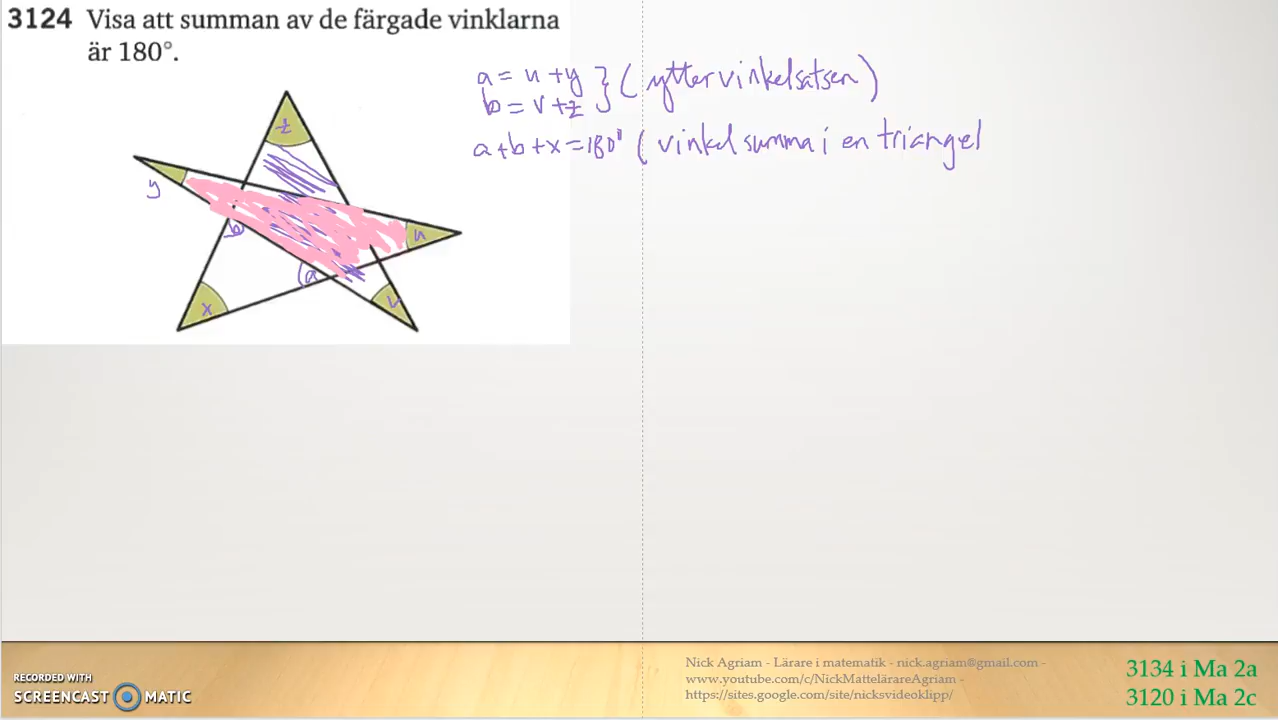 3124 Visa att summan av de färgade vinklarna
är 180°.
a = u + y } (yttervinkelsatsen)
b = v + z
a + b + x = 180° (vinkelsumma i en triangel
z
y
b
u
a
x
v
RECORDED WITH
SCREENCAST MATIC
Nick Agriam - Lärare i matematik - nick.agriam@gmail.com -
www.youtube.com/c/NickMattelärareAgriam -
https://sites.google.com/site/nicksvideoklipp/
3134 i Ma 2a
3120 i Ma 2c